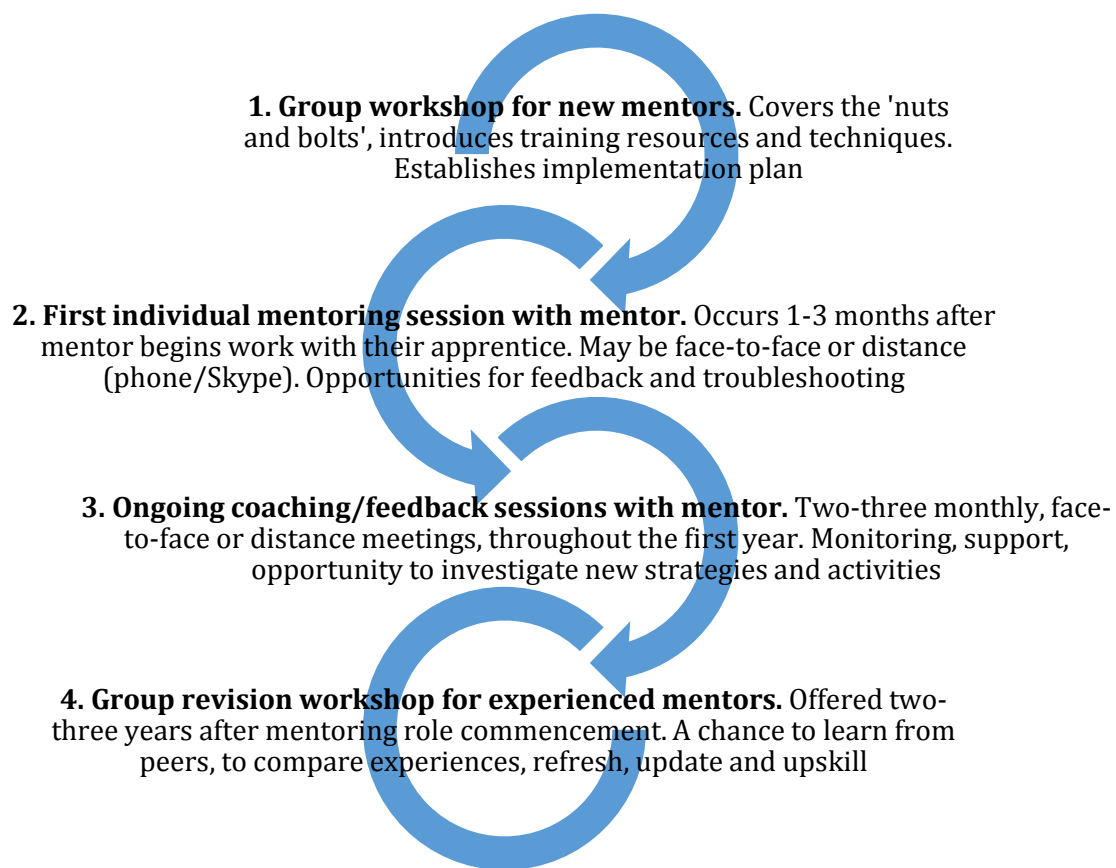 1. Group workshop for new mentors. Covers the 'nuts
and bolts', introduces training resources and techniques.
Establishes implementation plan
2. First individual mentoring session with mentor. Occurs 1-3 months after
mentor begins work with their apprentice. May be face-to-face or distance
(phone/Skype). Opportunities for feedback and troubleshooting
3. Ongoing coaching/feedback sessions with mentor. Two-three monthly, face-
to-face or distance meetings, throughout the first year. Monitoring, support,
opportunity to investigate new strategies and activities
4. Group revision workshop for experienced mentors. Offered two-
three years after mentoring role commencement. A chance to learn from
peers, to compare experiences, refresh, update and upskill